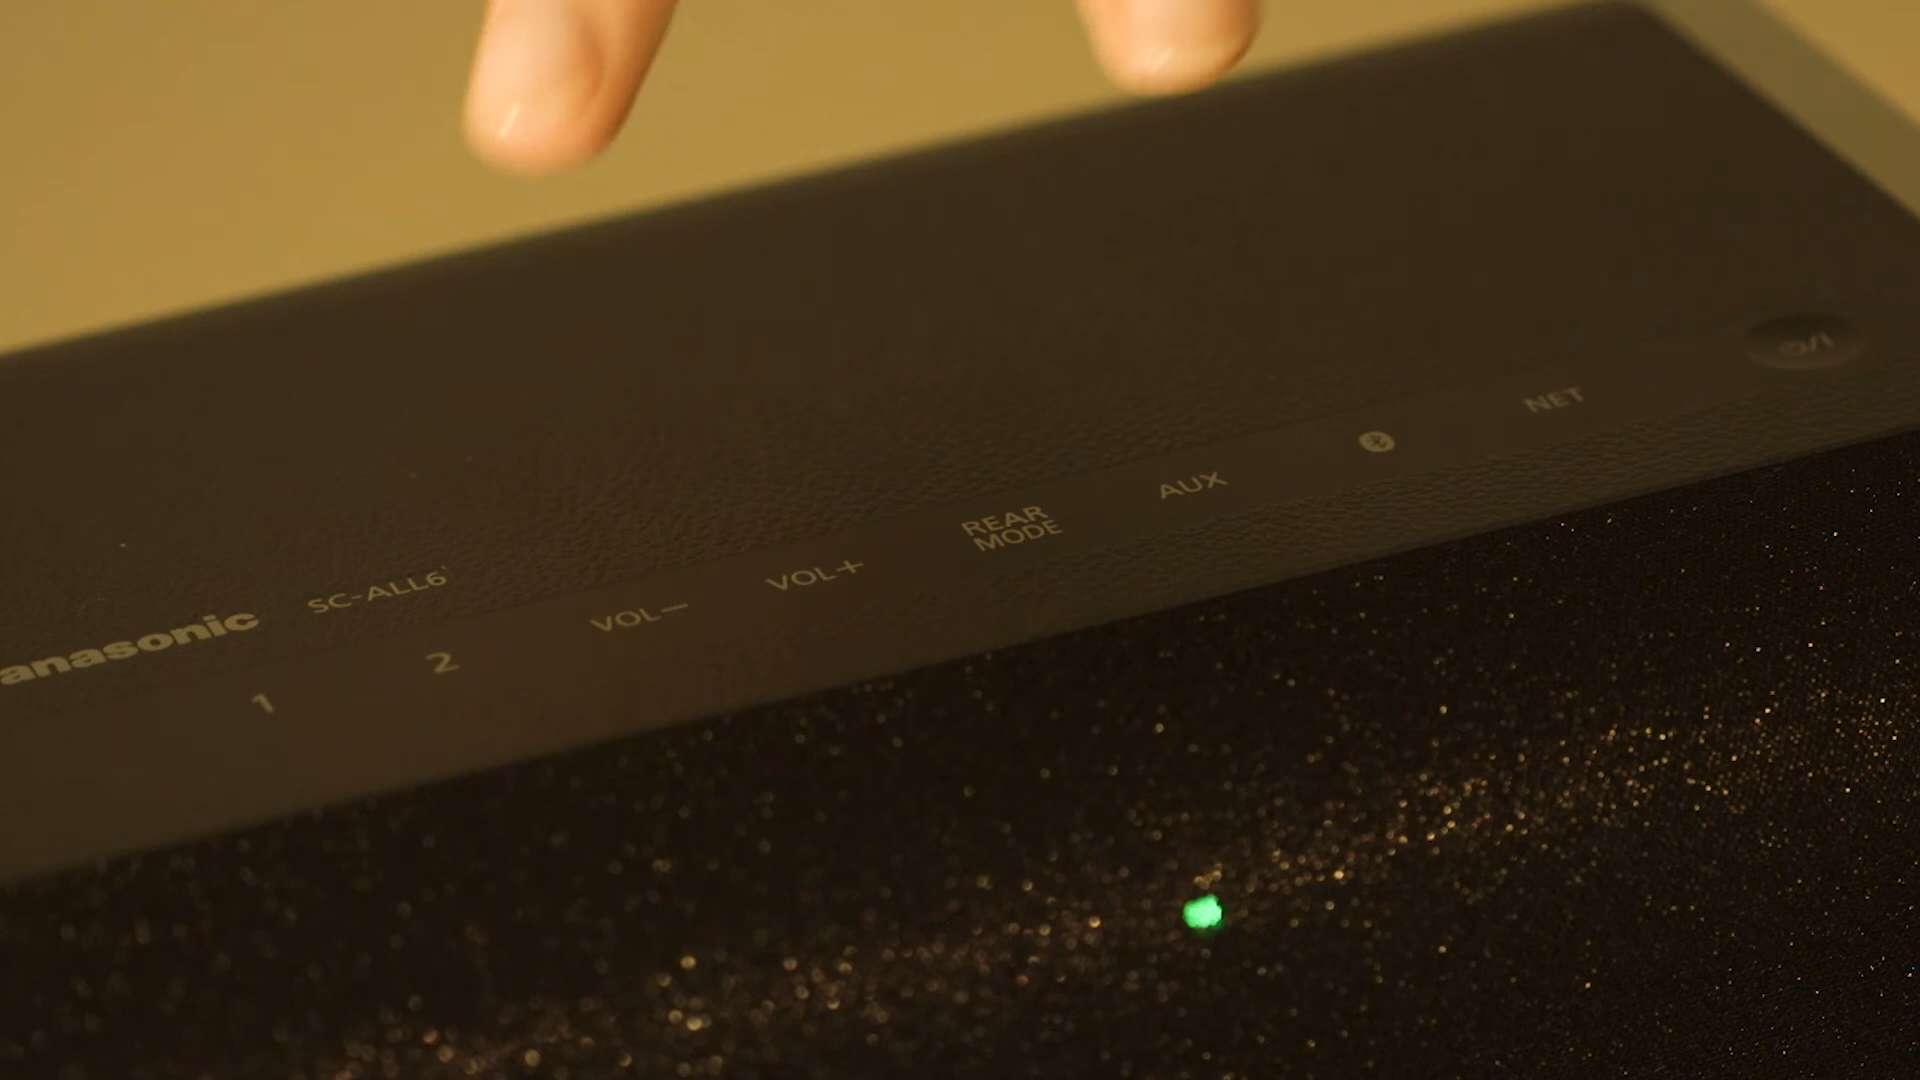 anasonic SC-ALL6
1 2 VOL− VOL+ REAR MODE AUX NET ⏻/I